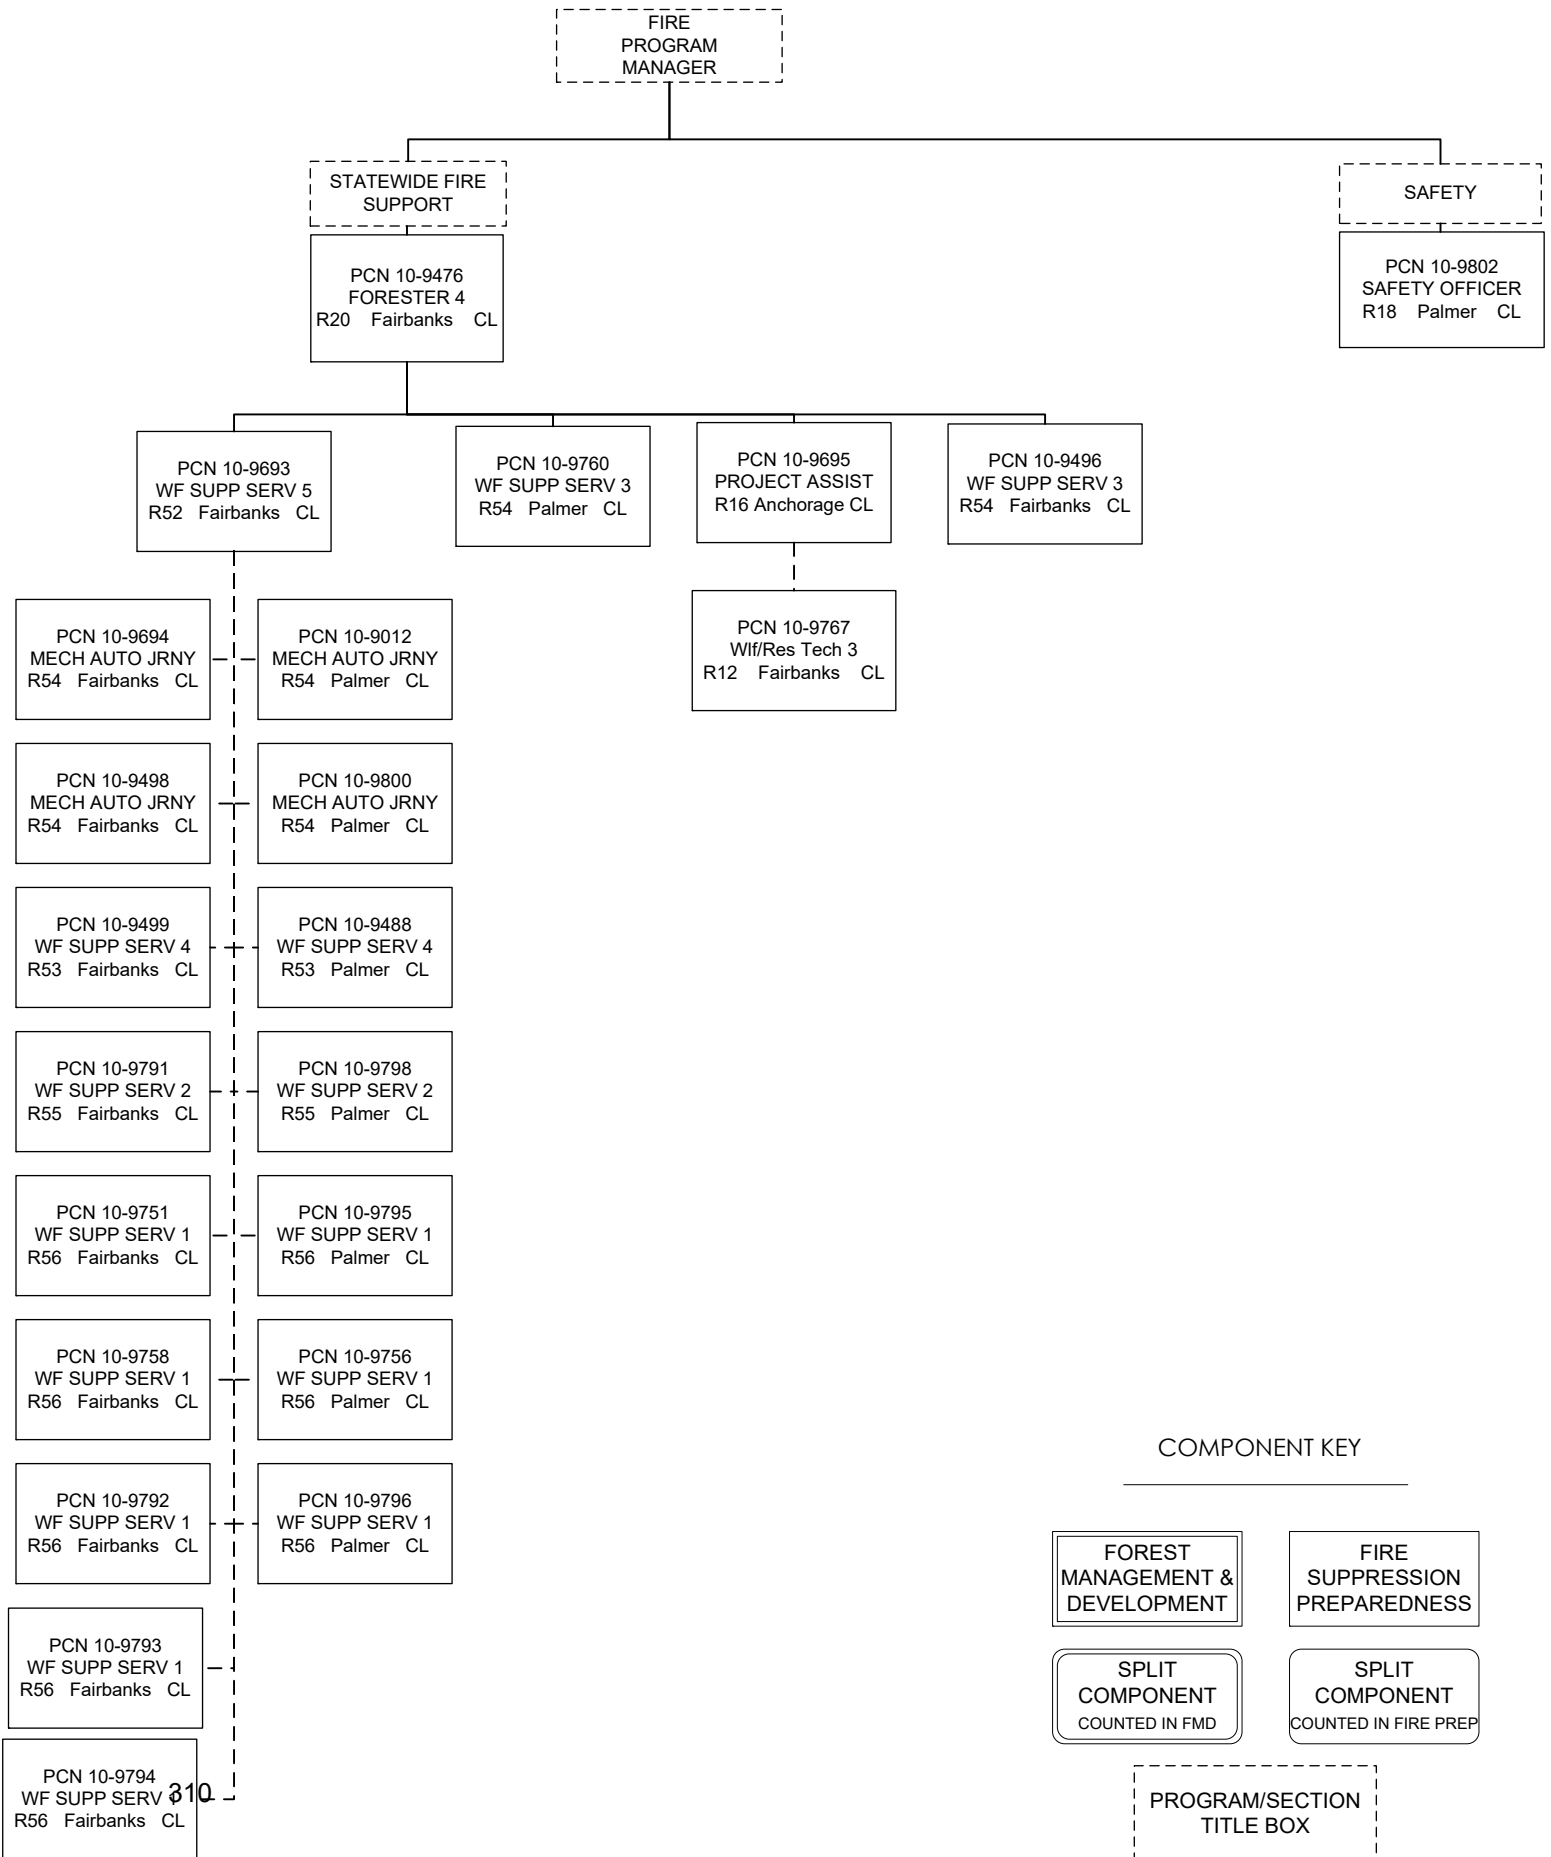 FIRE
PROGRAM
MANAGER
STATEWIDE FIRE
SUPPORT
SAFETY
PCN 10-9476
FORESTER 4
R20 Fairbanks CL
PCN 10-9802
SAFETY OFFICER
R18 Palmer CL
PCN 10-9693
WF SUPP SERV 5
R52 Fairbanks CL
PCN 10-9760
WF SUPP SERV 3
R54 Palmer CL
PCN 10-9695
PROJECT ASSIST
R16 Anchorage CL
PCN 10-9496
WF SUPP SERV 3
R54 Fairbanks CL
PCN 10-9694
MECH AUTO JRNY
R54 Fairbanks CL
PCN 10-9012
MECH AUTO JRNY
R54 Palmer CL
PCN 10-9767
Wlf/Res Tech 3
R12 Fairbanks CL
PCN 10-9498
MECH AUTO JRNY
R54 Fairbanks CL
PCN 10-9800
MECH AUTO JRNY
R54 Palmer CL
PCN 10-9499
WF SUPP SERV 4
R53 Fairbanks CL
PCN 10-9488
WF SUPP SERV 4
R53 Palmer CL
PCN 10-9791
WF SUPP SERV 2
R55 Fairbanks CL
PCN 10-9798
WF SUPP SERV 2
R55 Palmer CL
PCN 10-9751
WF SUPP SERV 1
R56 Fairbanks CL
PCN 10-9795
WF SUPP SERV 1
R56 Palmer CL
PCN 10-9758
WF SUPP SERV 1
R56 Fairbanks CL
PCN 10-9756
WF SUPP SERV 1
R56 Palmer CL
PCN 10-9792
WF SUPP SERV 1
R56 Fairbanks CL
PCN 10-9796
WF SUPP SERV 1
R56 Palmer CL
PCN 10-9793
WF SUPP SERV 1
R56 Fairbanks CL
PCN 10-9794
WF SUPP SERV 1
R56 Fairbanks CL
310
COMPONENT KEY
FOREST
MANAGEMENT &
DEVELOPMENT
FIRE
SUPPRESSION
PREPAREDNESS
SPLIT
COMPONENT
COUNTED IN FMD
SPLIT
COMPONENT
COUNTED IN FIRE PREP
PROGRAM/SECTION
TITLE BOX